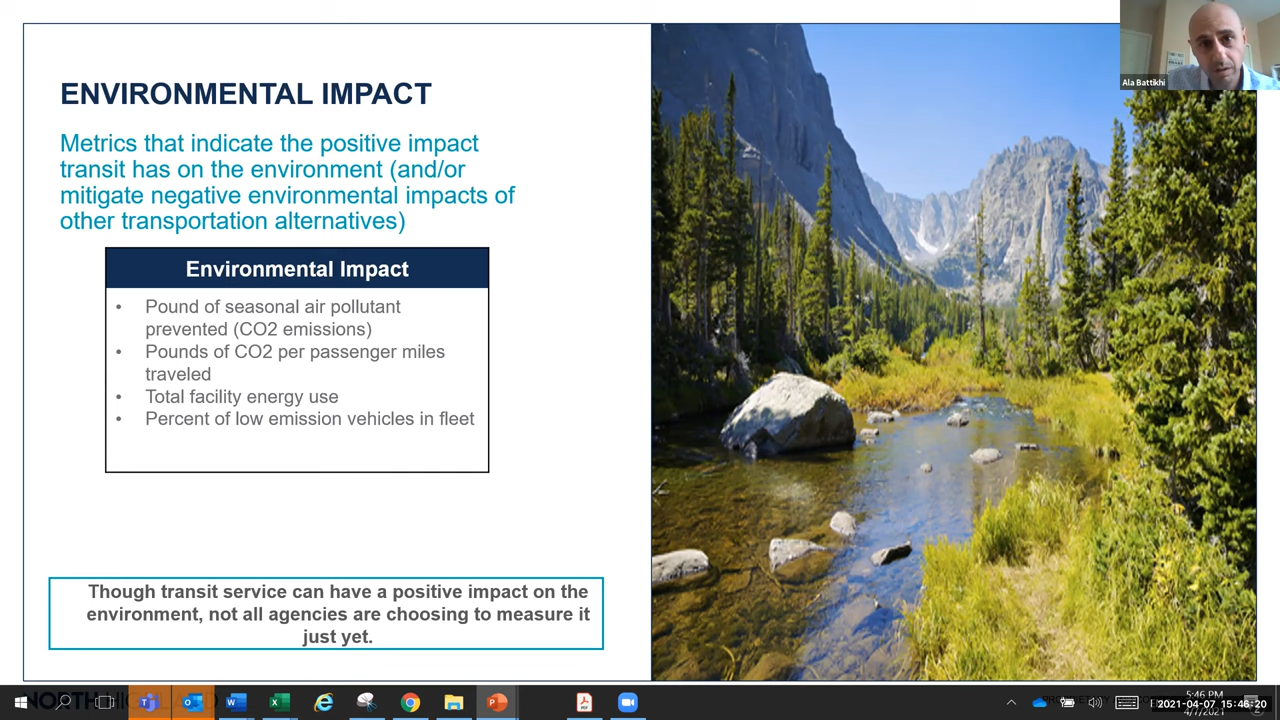 Ala Battikhi
ENVIRONMENTAL IMPACT
Metrics that indicate the positive impact
transit has on the environment (and/or
mitigate negative environmental impacts of
other transportation alternatives)
Environmental Impact
• Pound of seasonal air pollutant
prevented (CO2 emissions)
• Pounds of CO2 per passenger miles
traveled
• Total facility energy use
• Percent of low emission vehicles in fleet
Though transit service can have a positive impact on the
environment, not all agencies are choosing to measure it
just yet.
5:46 PM
2021-04-07 15:46:20
4/7/2021